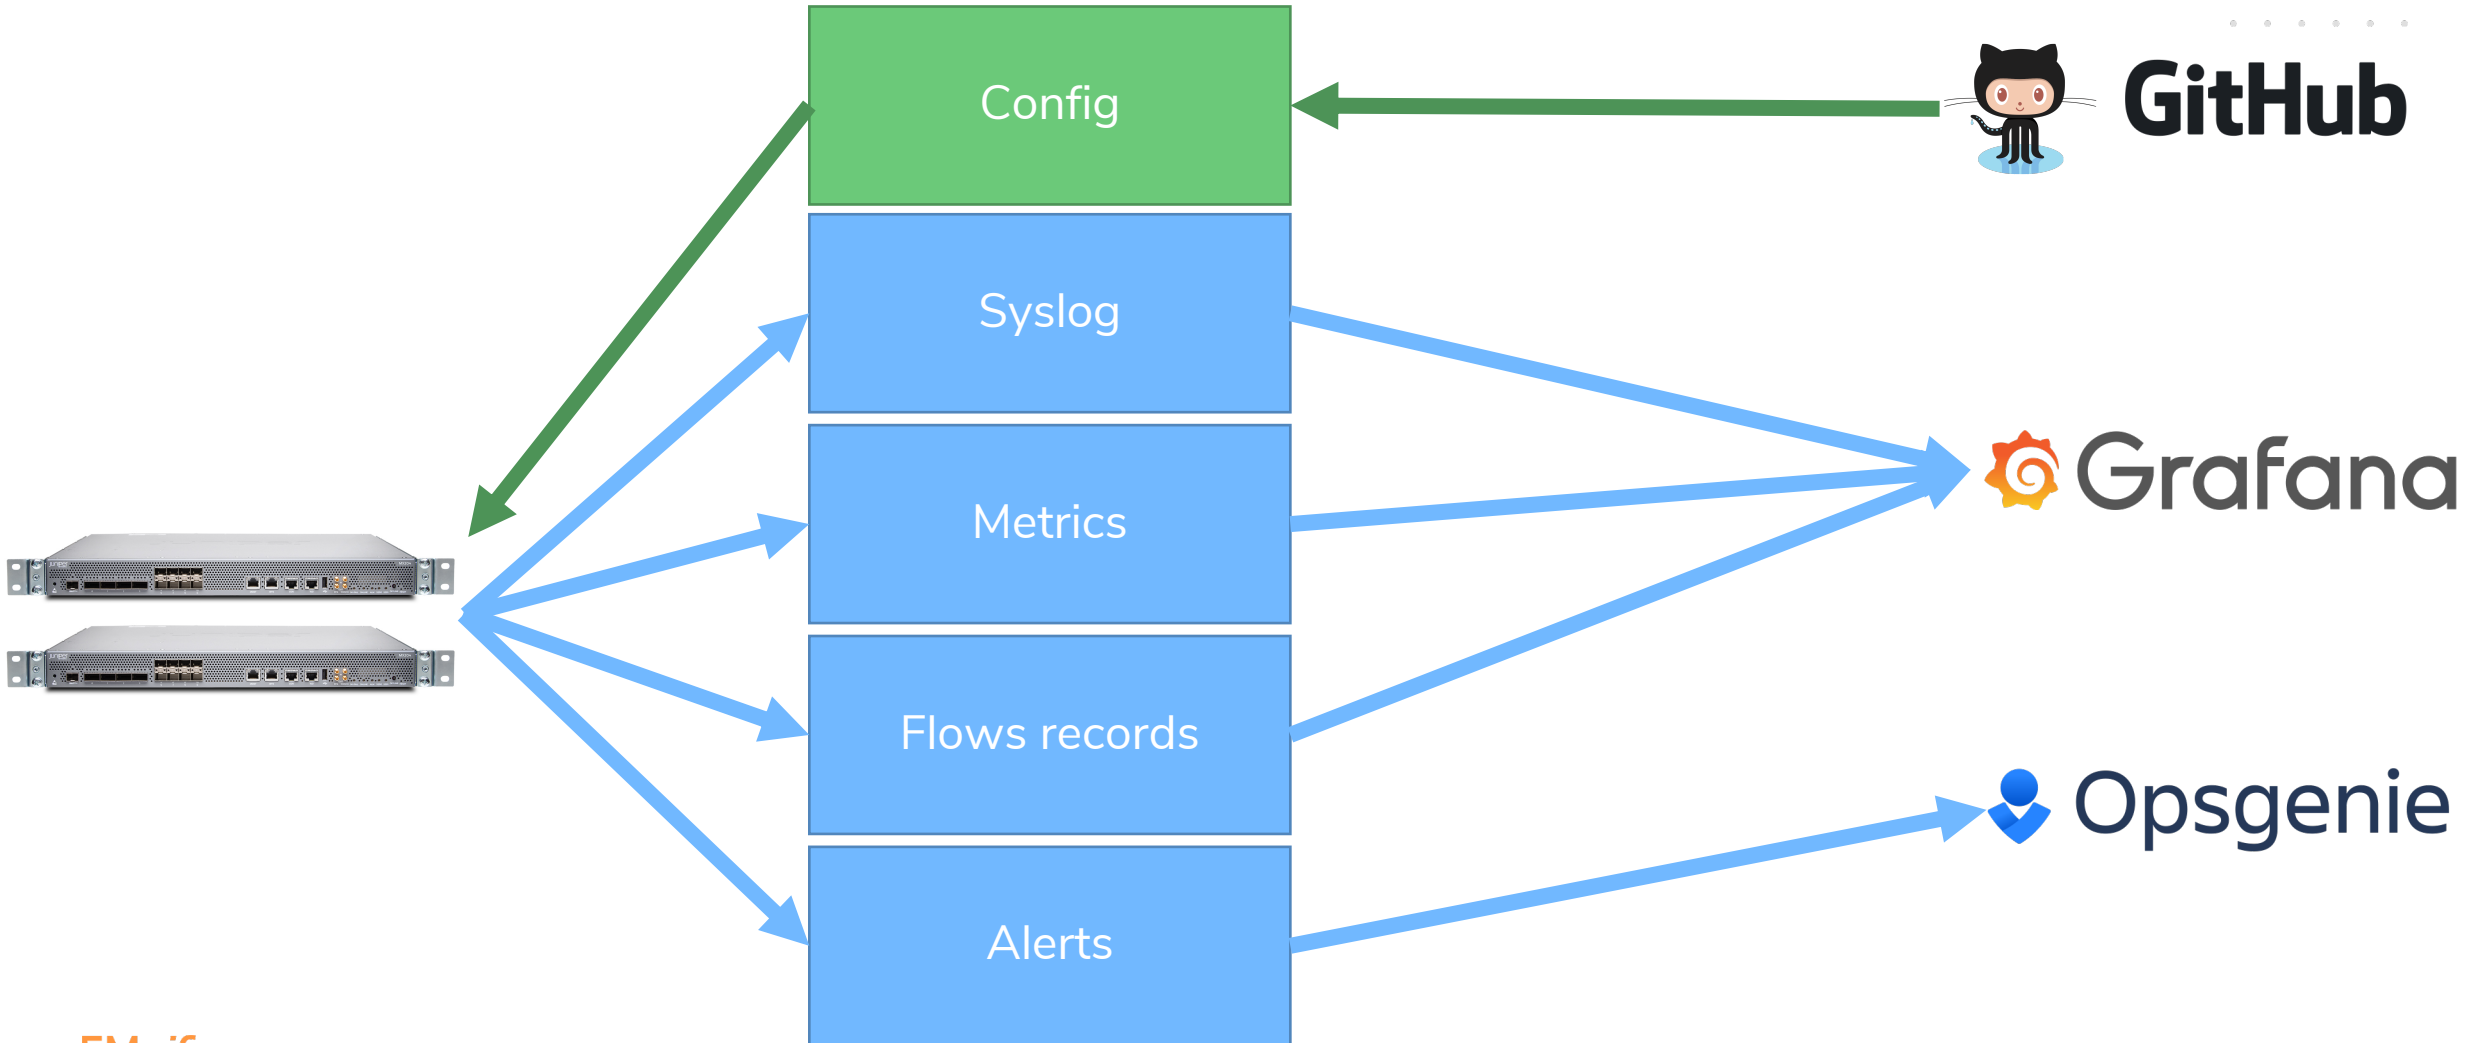 Config
GitHub
Syslog
Grafana
Metrics
Flows records
Opsgenie
Alerts